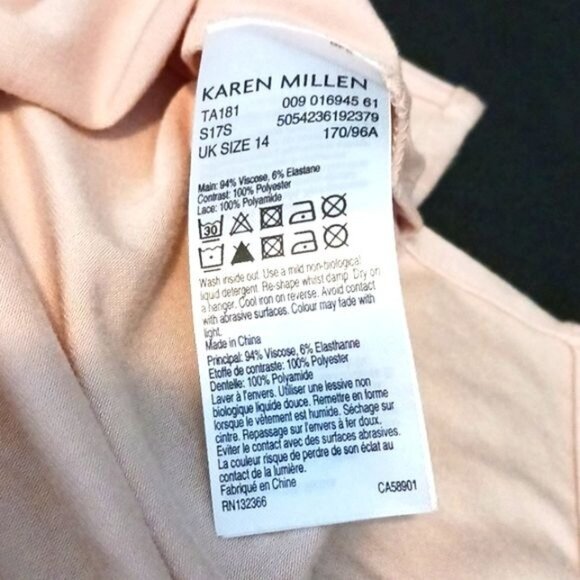 KAREN MILLEN
TA181 009 016945 61
S17S 5054236192379
UK SIZE 14 170/96A
Main: 94% Viscose, 6% Elastane
Contrast: 100% Polyester
Lace: 100% Polyamide
30
Wash inside out. Use a mild non-biological
liquid detergent. Re-shape whilst damp. Dry on
a hanger. Cool iron on reverse. Avoid contact
with abrasive surfaces. Colour may fade with
light.
Made in China
Principal: 94% Viscose, 6% Elasthanne
Etoffe de contraste: 100% Polyester
Dentelle: 100% Polyamide
Laver à l'envers. Utiliser une lessive non
biologique liquide douce. Remettre en forme
lorsque le vêtement est humide. Séchage sur
cintre. Repassage sur l'envers à fer doux.
Eviter le contact avec des surfaces abrasives.
La couleur risque de perdre de son éclat au
contact de la lumière.
Fabriqué en Chine
RN132366 CA58901